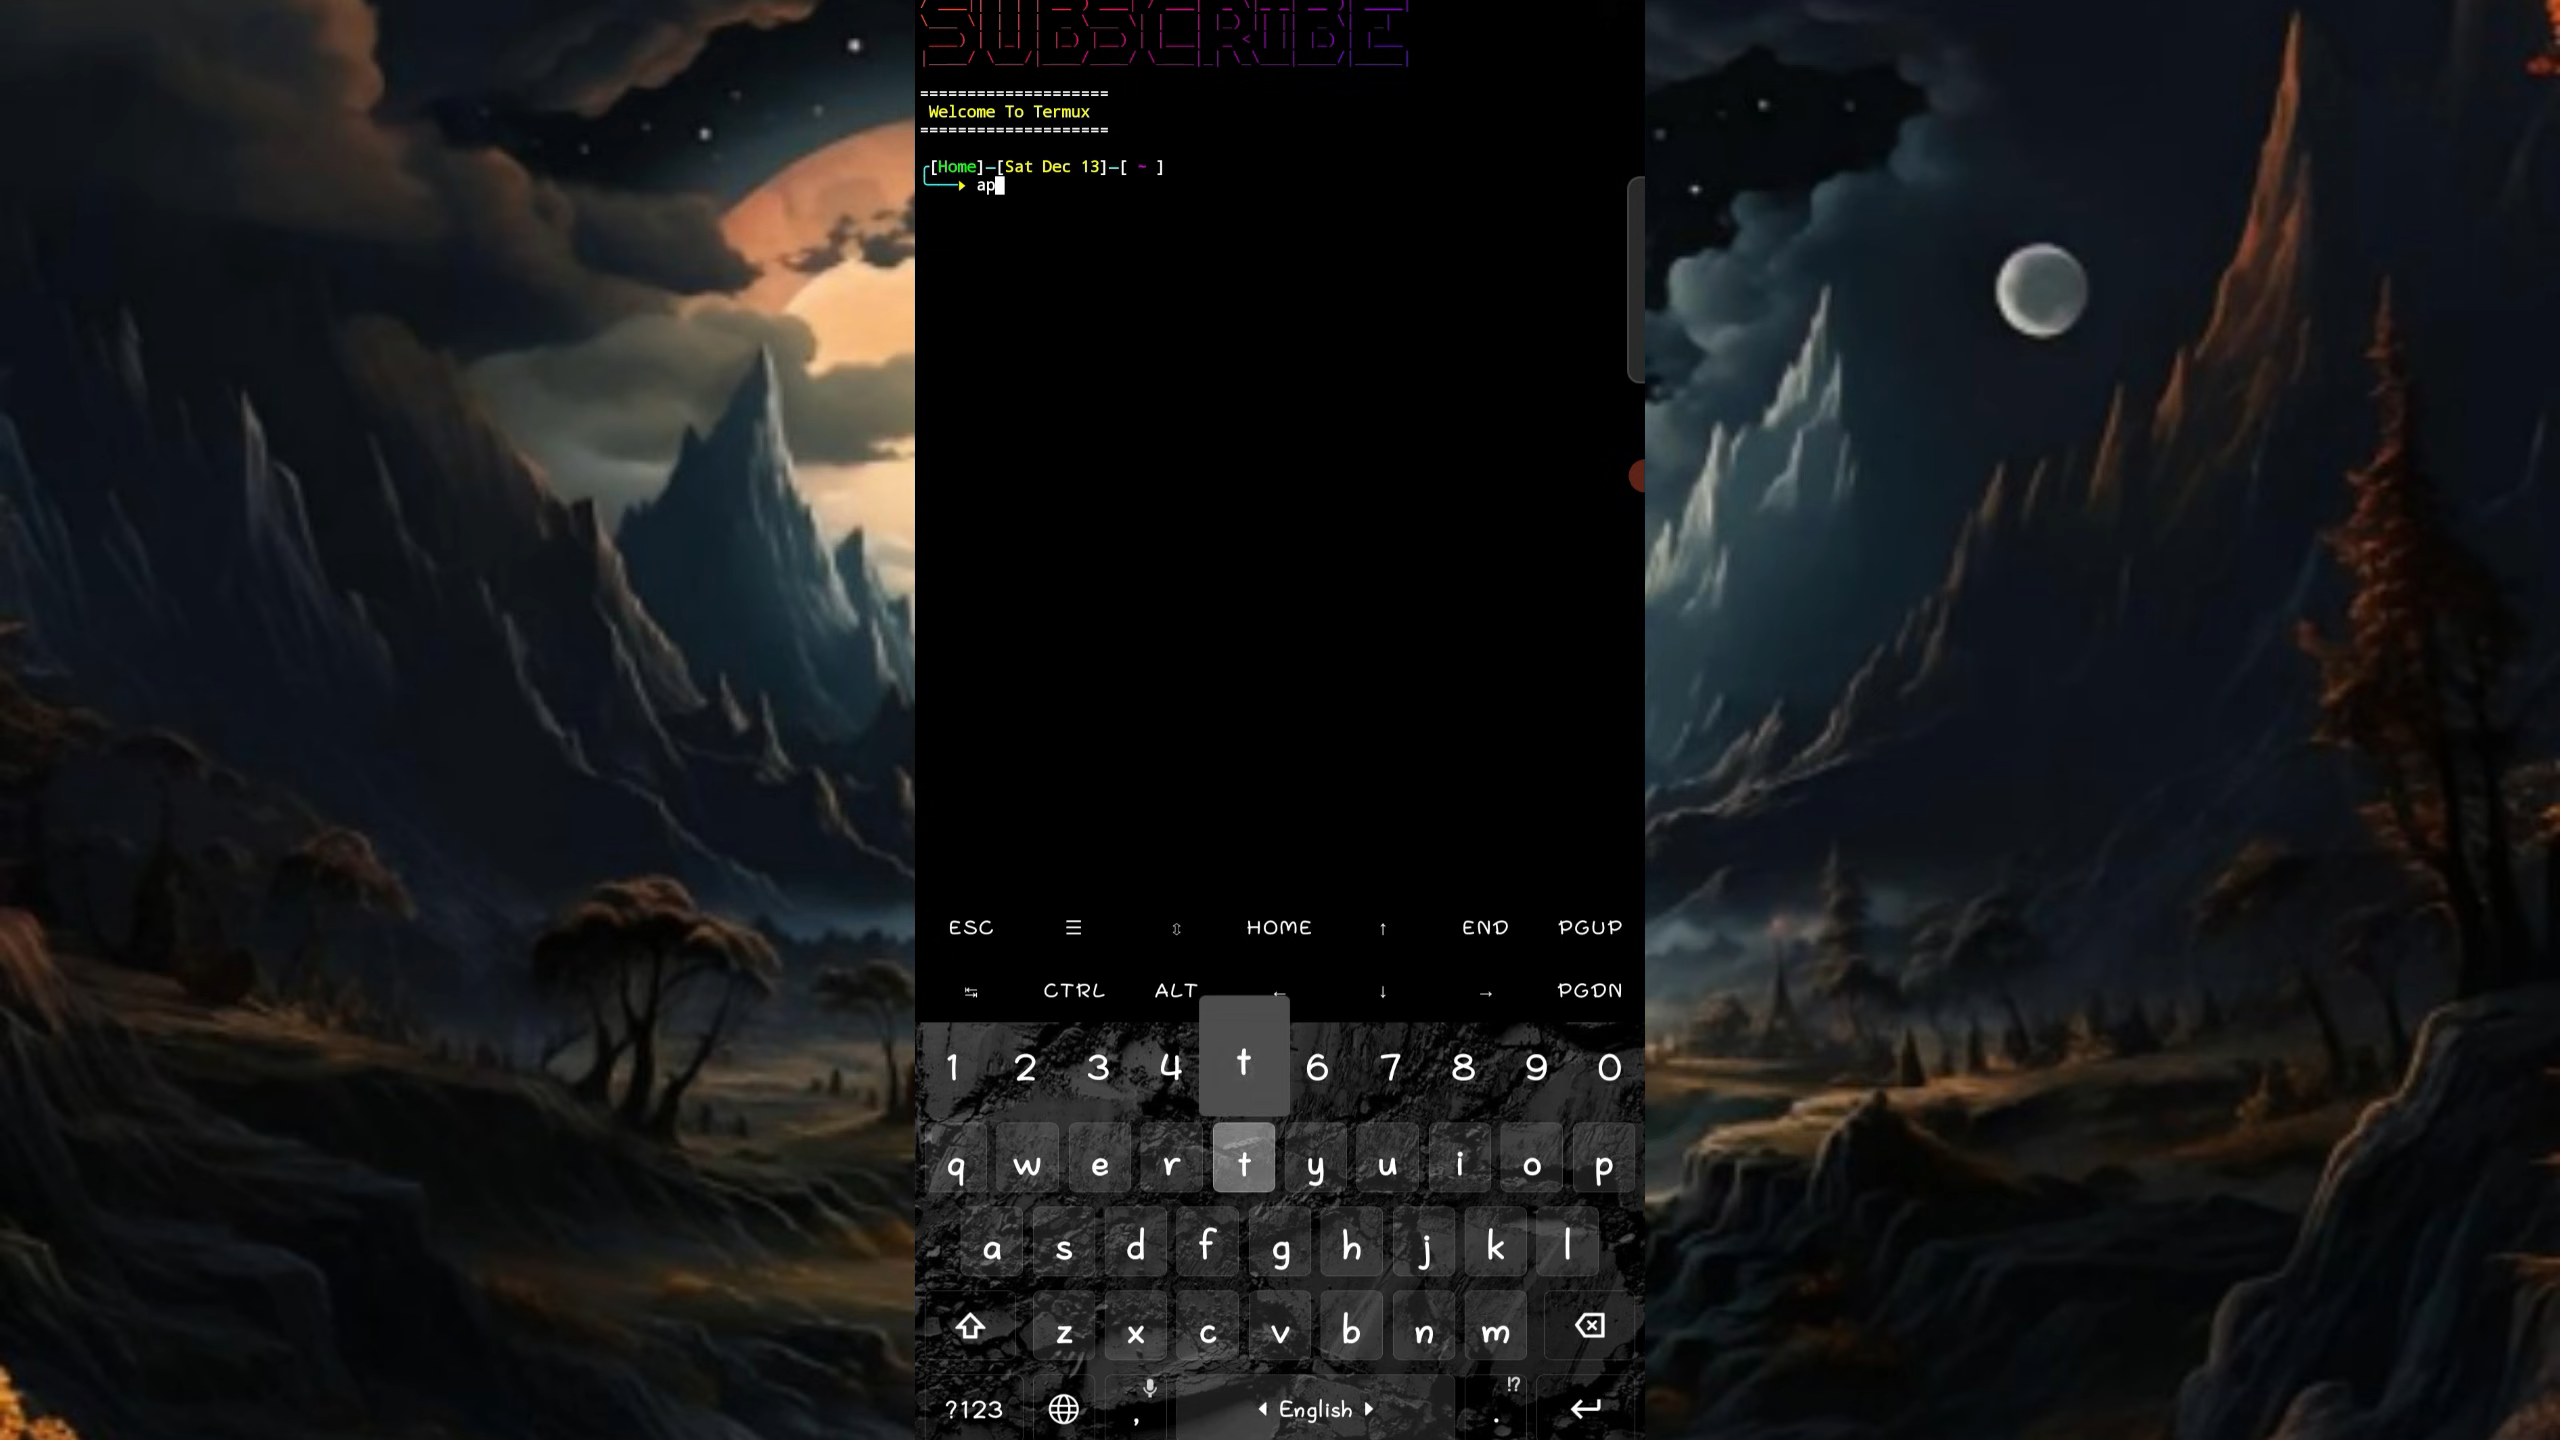 SUBSCRIBE
====================
Welcome To Termux
====================
[Home]—[Sat Dec 13]—[ ~ ]
ap
ESC ☰ ⇳ HOME ↑ END PGUP
↹ CTRL ALT ← ↓ → PGDN
1 2 3 4 t 6 7 8 9 0
q w e r t y u i o p
a s d f g h j k l
z x c v b n m
!?
?123 , English .